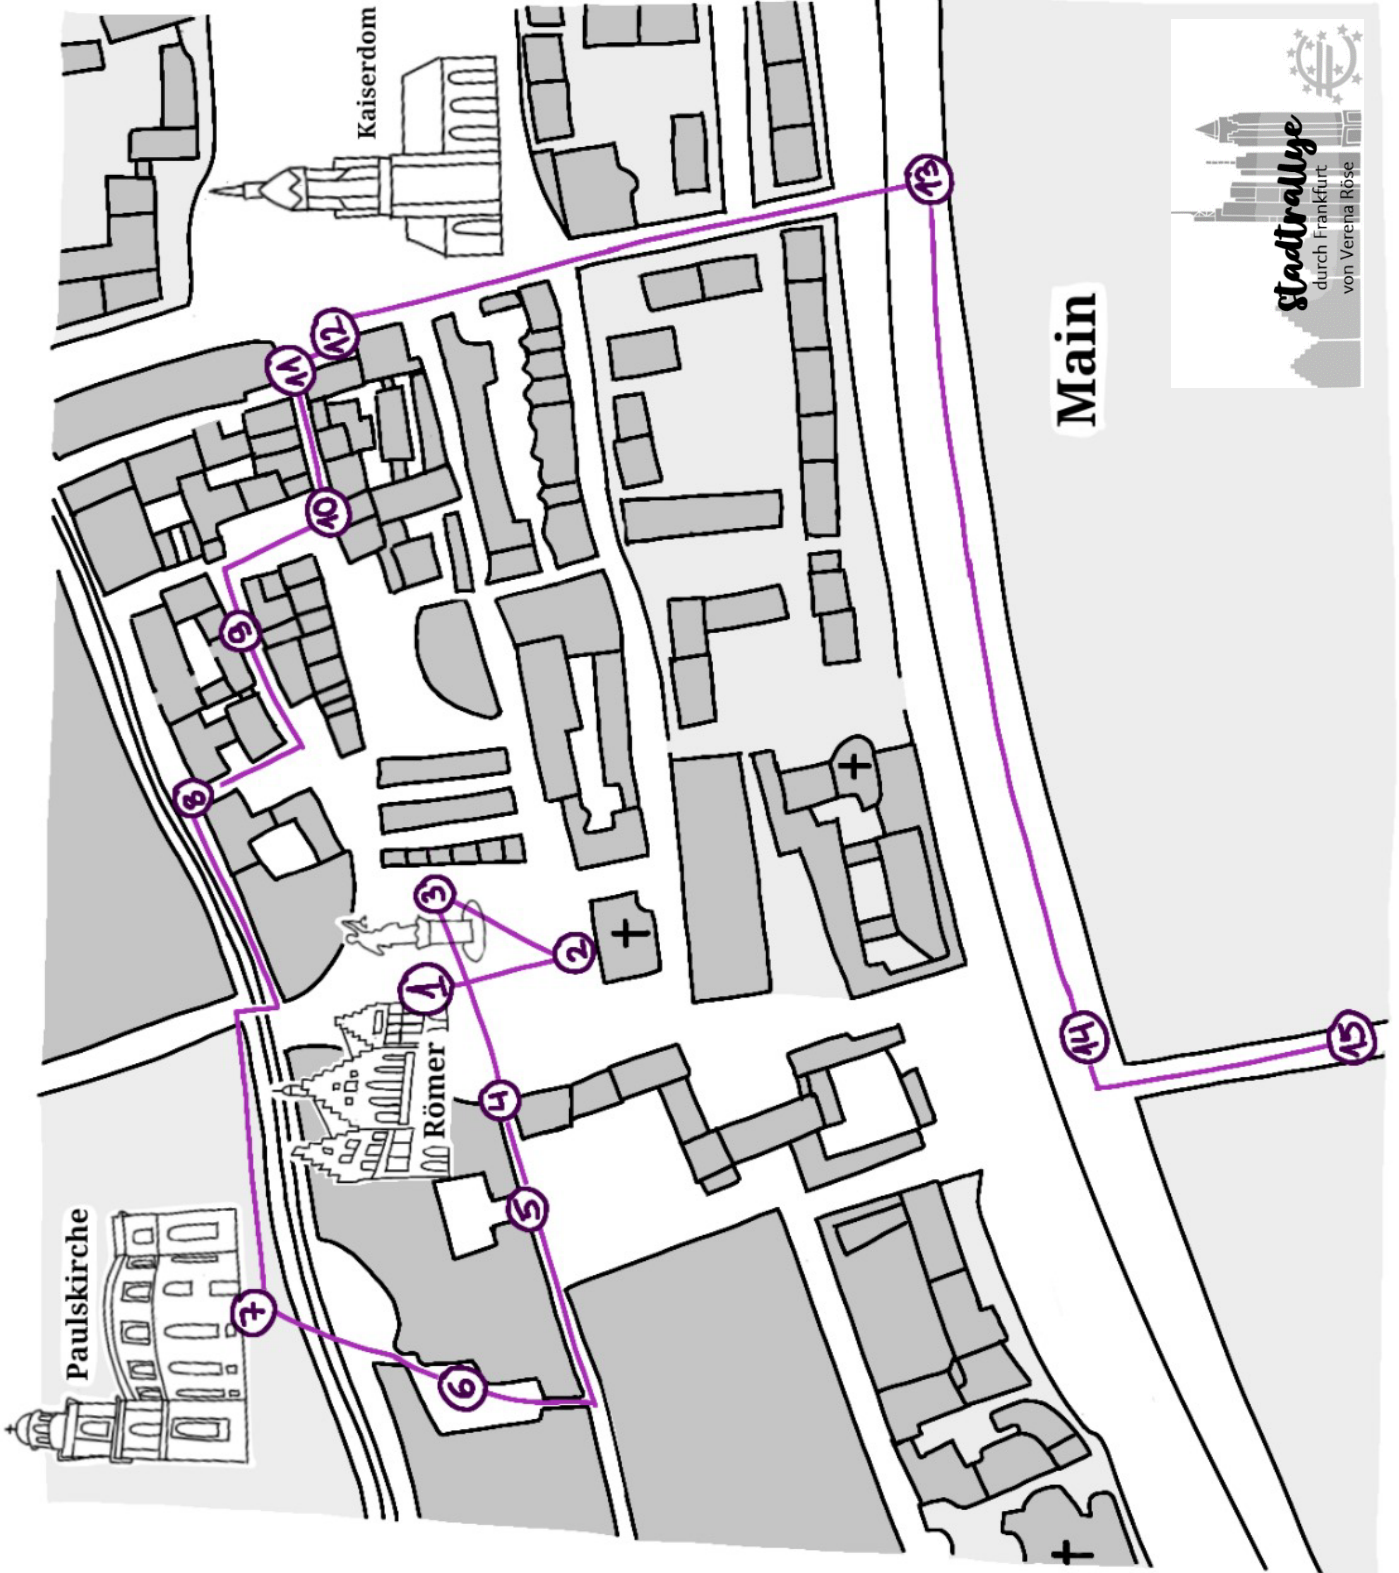 Paulskirche
7
6
5
Römer
4
1
2
3
8
9
10
11
12
Kaiserdom
13
14
15
Main
Stadtrallye
durch Frankfurt
von Verena Röse